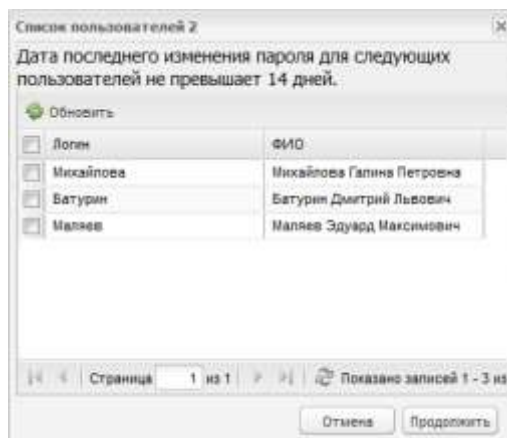 Список пользователей 2
Дата последнего изменения пароля для следующих
пользователей не превышает 14 дней.
Обновить
Логин ФИО
Михайлова Михайлова Галина Петровна
Батурин Батурин Дмитрий Львович
Маляев Маляев Эдуард Максимович
Страница 1 из 1 Показано записей 1 - 3 из
Отмена Продолжить